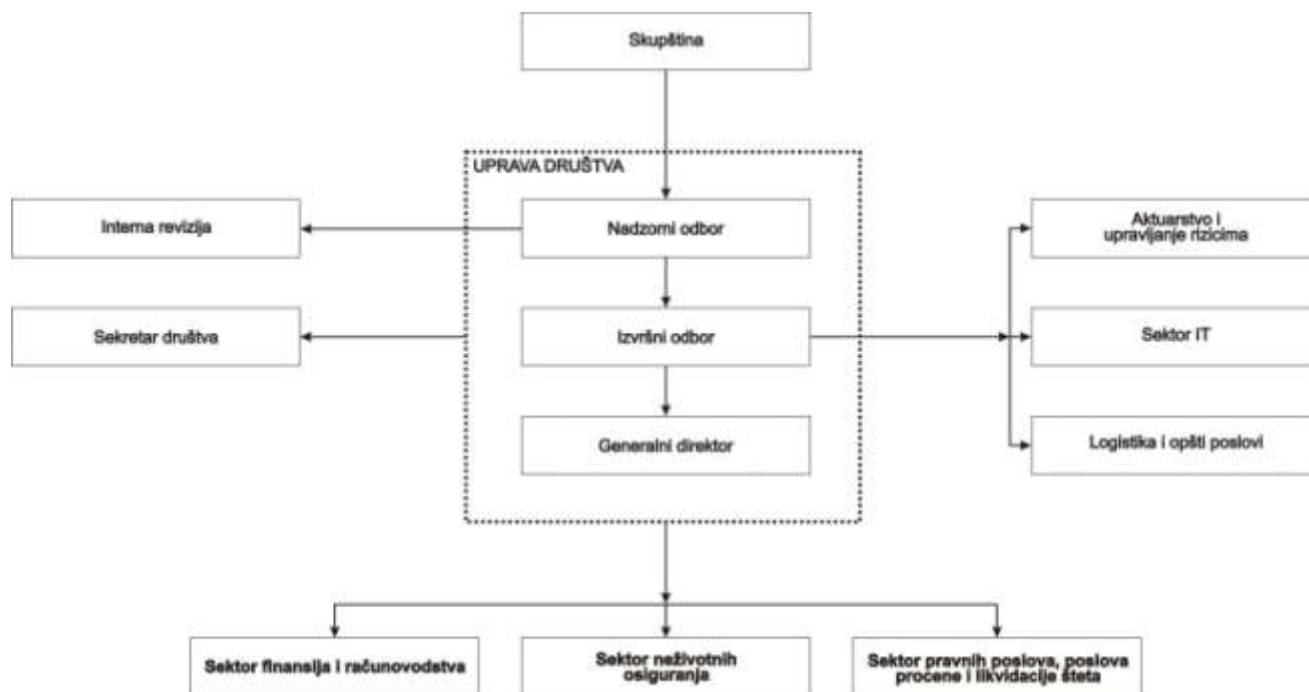 Skupština
UPRAVA DRUŠTVA
Interna revizija
Nadzorni odbor
Aktuarstvo i
upravljanje rizicima
Sekretar društva
Izvršni odbor
Sektor IT
Generalni direktor
Logistika i opšti poslovi
Sektor finansija i računovodstva
Sektor neživotnih
osiguranja
Sektor pravnih poslova, poslova
procene i likvidacije šteta